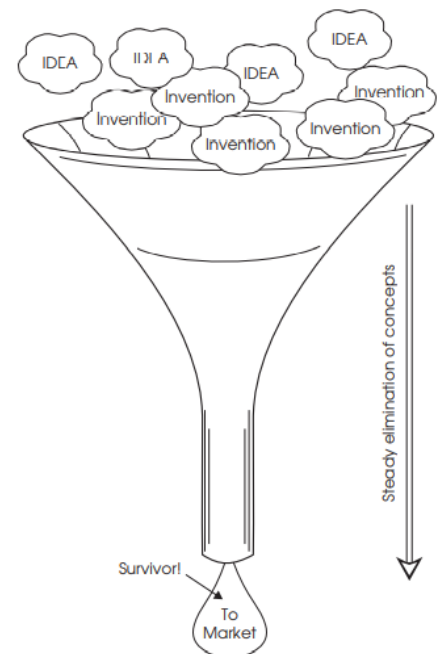 IDEA
IDEA
IDEA
IDEA
Invention
Invention
Invention
Invention
Invention
Steady elimination of concepts
Survivor!
To
Market